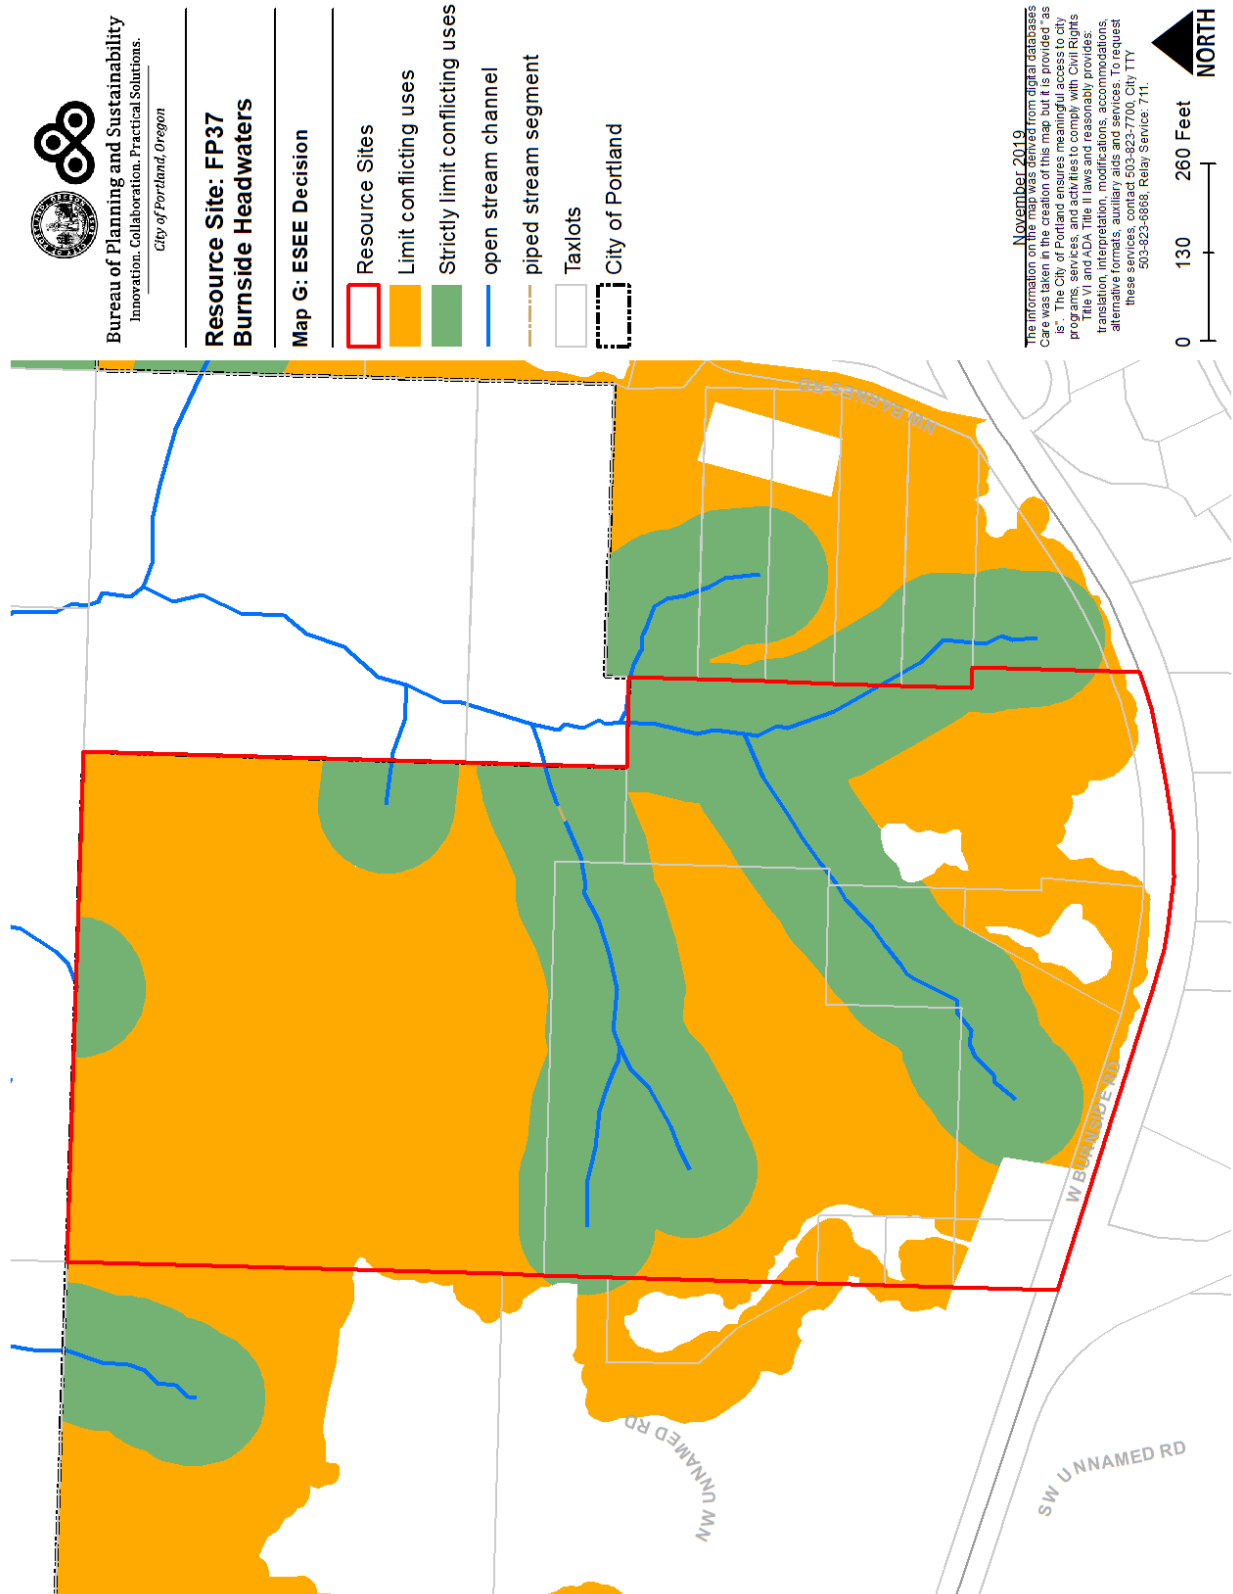 Bureau of Planning and Sustainability
Innovation. Collaboration. Practical Solutions.
City of Portland, Oregon
Resource Site: FP37
Burnside Headwaters
Map G: ESEE Decision
Resource Sites
Limit conflicting uses
Strictly limit conflicting uses
open stream channel
piped stream segment
Taxlots
City of Portland
November 2019
The information on the map was derived from digital databases
Care was taken in the creation of this map but it is provided "as
is". The City of Portland ensures meaningful access to city
programs, services, and activities to comply with Civil Rights
Title VI and ADA Title II laws and reasonably provides:
translation, interpretation, modifications, accommodations,
alternative formats, auxiliary aids and services. To request
these services, contact 503-823-7700, City TTY
503-823-6868, Relay Service: 711.
0 130 260 Feet
NORTH
NW BARNES RD
W BURNSIDE RD
NW UNNAMED RD
SW UNNAMED RD